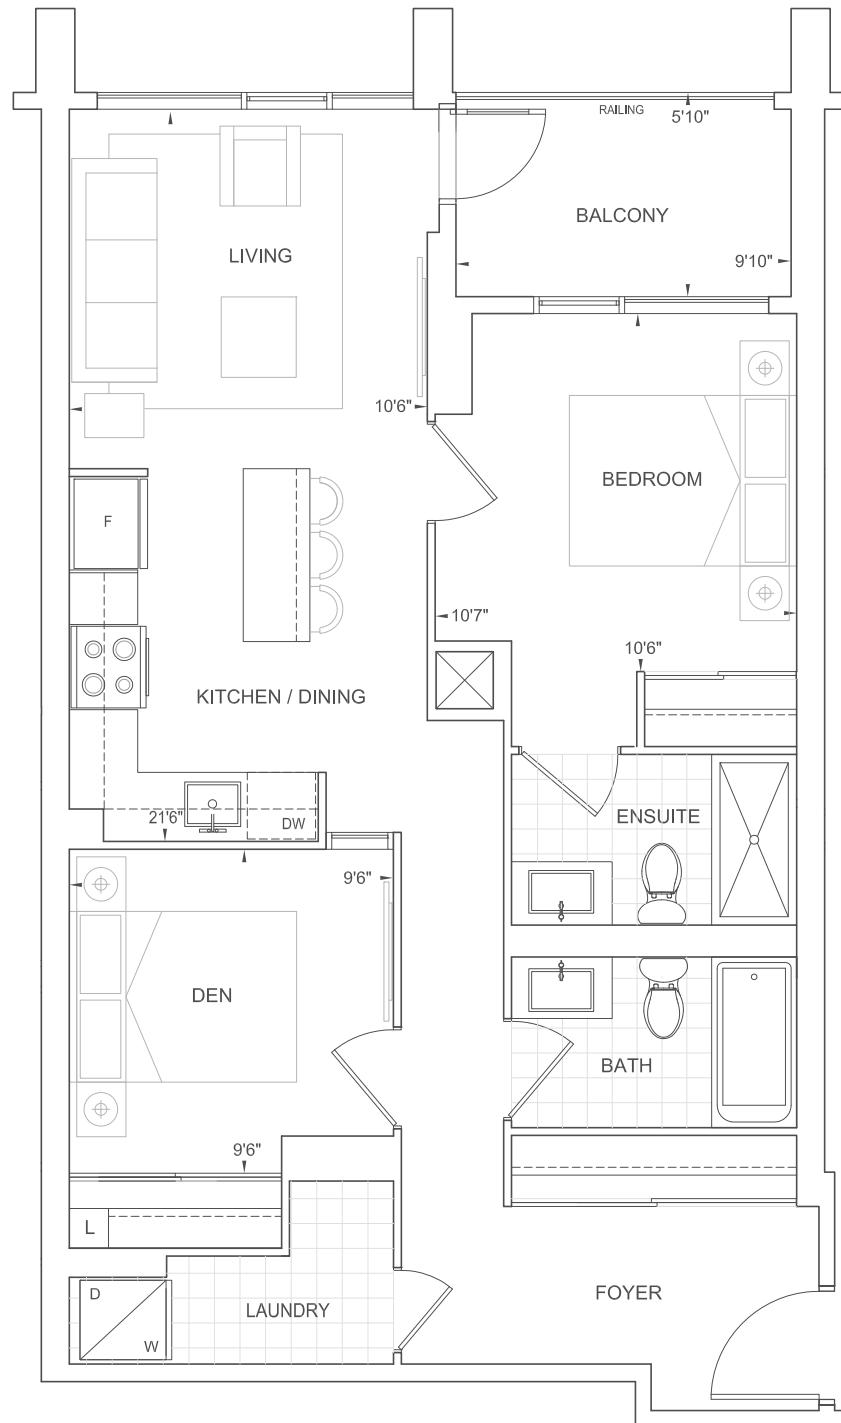 RAILING
5'10"
BALCONY
LIVING
9'10"
10'6"
BEDROOM
F
10'7"
10'6"
KITCHEN / DINING
21'6"
DW
ENSUITE
9'6"
DEN
BATH
9'6"
L
D
W
LAUNDRY
FOYER